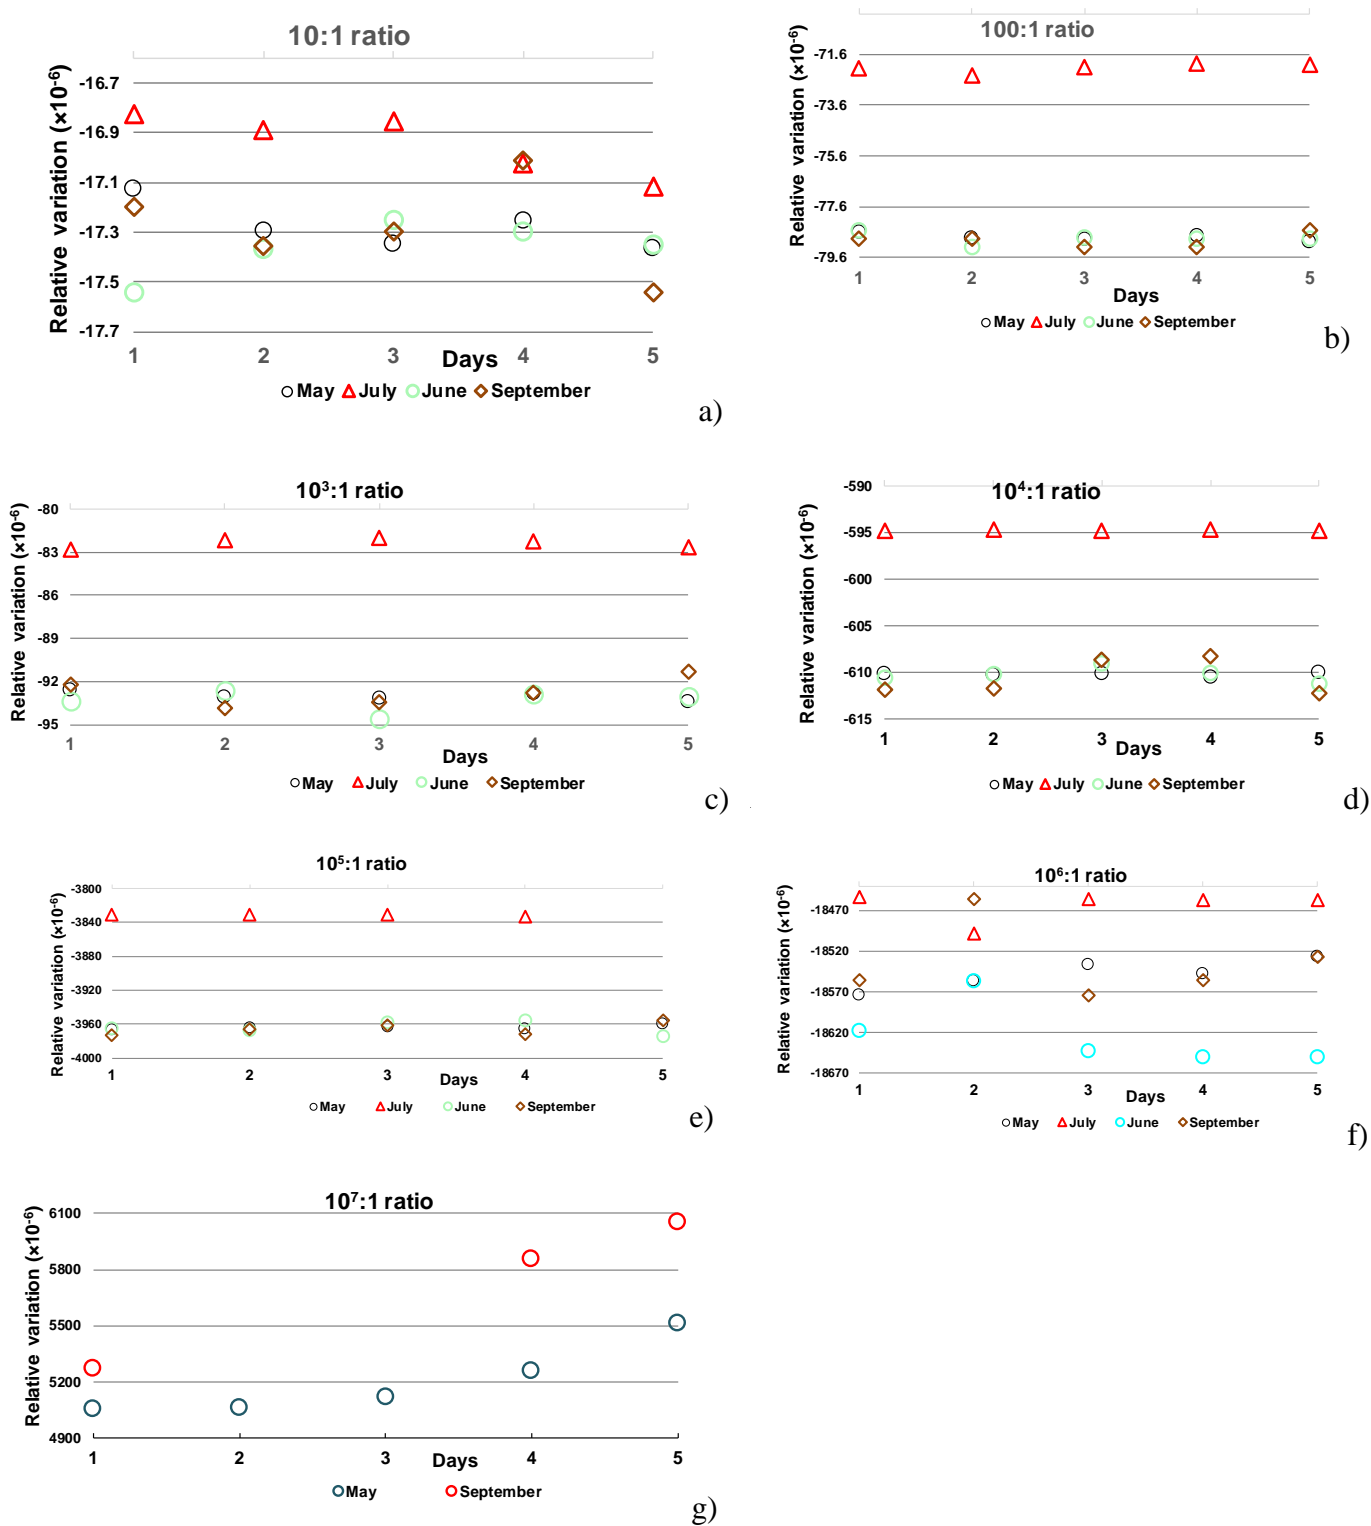 10:1 ratio
Relative variation (×10⁻⁶)
-16.7
-16.9
-17.1
-17.3
-17.5
-17.7
1 2 3 4 5
Days
May July June September
a)
100:1 ratio
Relative variation (×10⁻⁶)
-71.6
-73.6
-75.6
-77.6
-79.6
1 2 3 4 5
Days
May July June September
b)
10³:1 ratio
Relative variation (×10⁻⁶)
-80
-83
-86
-89
-92
-95
1 2 3 4 5
Days
May July June September
c)
10⁴:1 ratio
Relative variation (×10⁻⁶)
-590
-595
-600
-605
-610
-615
1 2 3 4 5
Days
May July June September
d)
10⁵:1 ratio
Relative variation (×10⁻⁶)
-3800
-3840
-3880
-3920
-3960
-4000
1 2 3 4 5
Days
May July June September
e)
10⁶:1 ratio
Relative variation (×10⁻⁶)
-18470
-18520
-18570
-18620
-18670
1 2 3 4 5
Days
May July June September
f)
10⁷:1 ratio
Relative variation (×10⁻⁶)
6100
5800
5500
5200
4900
1 2 3 4 5
Days
May September
g)